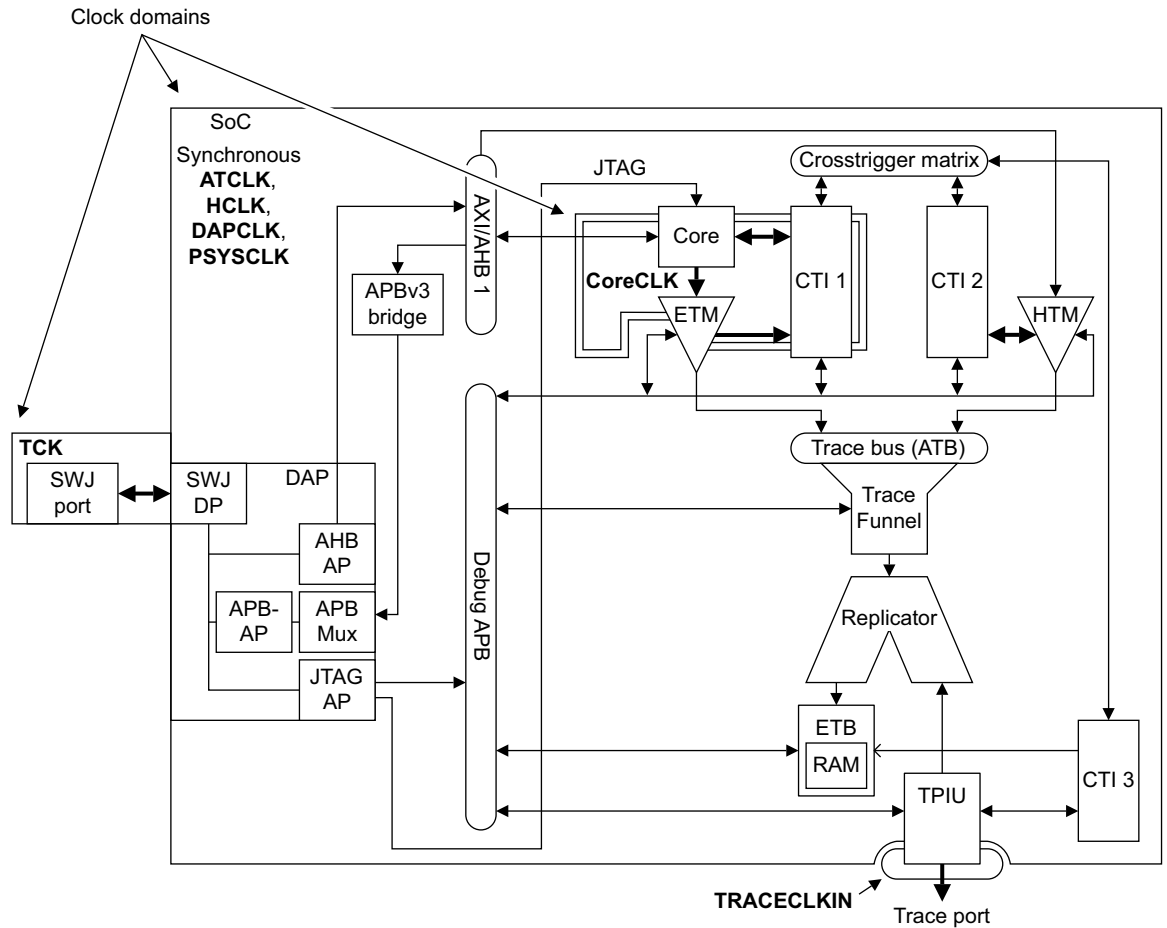 Clock domains
SoC
Synchronous
ATCLK,
HCLK,
DAPCLK,
PSYSCLK
AXI/AHB 1
JTAG
Crosstrigger matrix
Core
CTI 1
CTI 2
CoreCLK
APBv3
bridge
ETM
HTM
TCK
SWJ
port
SWJ
DP
DAP
Trace bus (ATB)
Trace
Funnel
AHB
AP
Debug APB
APB-
AP
APB
Mux
Replicator
JTAG
AP
ETB
RAM
TPIU
CTI 3
TRACECLKIN
Trace port